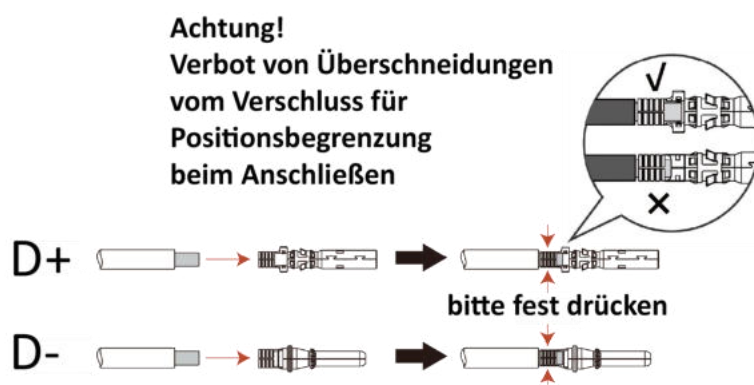 Achtung!
Verbot von Überschneidungen
vom Verschluss für
Positionsbegrenzung
beim Anschließen
√
×
D+
bitte fest drücken
D-